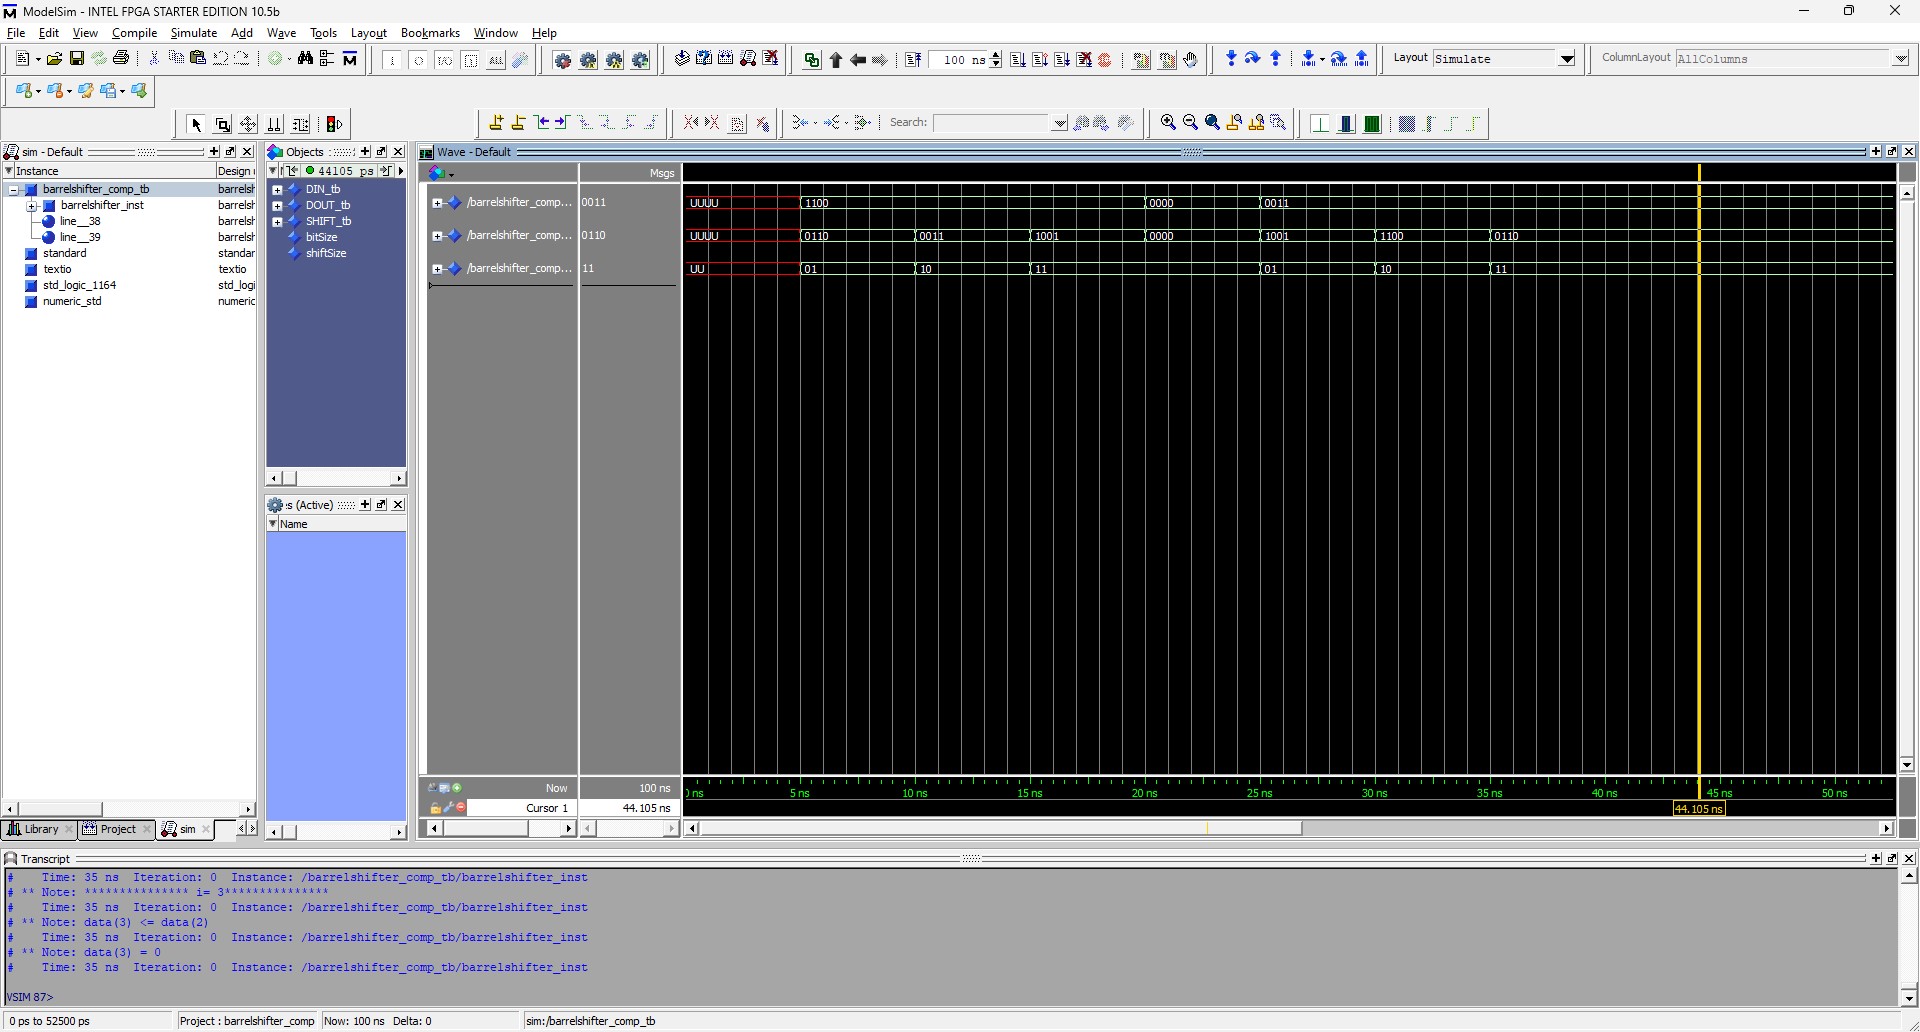 ModelSim - INTEL FPGA STARTER EDITION 10.5b
File Edit View Compile Simulate Add Wave Tools Layout Bookmarks Window Help
100 ns
Layout Simulate
ColumnLayout AllColumns
Search:
sim - Default
Instance Design
barrelshifter_comp_tb barrelsh
barrelshifter_inst barrelsh
line__38 barrelsh
line__39 barrelsh
standard standar
textio textio
std_logic_1164 std_logi
numeric_std numeric
Library Project sim
Objects
44105 ps
DIN_tb
DOUT_tb
SHIFT_tb
bitSize
shiftSize
s (Active)
Name
Wave - Default
Msgs
/barrelshifter_comp... 0011 UUUU 1100 0000 0011
/barrelshifter_comp... 0110 UUUU 0110 0011 1001 0000 1001 1100 0110
/barrelshifter_comp... 11 UU 01 10 11 01 10 11
Now 100 ns
ns 5 ns 10 ns 15 ns 20 ns 25 ns 30 ns 35 ns 40 ns 45 ns 50 ns
Cursor 1 44.105 ns 44.105 ns
Transcript
# Time: 35 ns Iteration: 0 Instance: /barrelshifter_comp_tb/barrelshifter_inst
# ** Note: *************** i= 3***************
# Time: 35 ns Iteration: 0 Instance: /barrelshifter_comp_tb/barrelshifter_inst
# ** Note: data(3) <= data(2)
# Time: 35 ns Iteration: 0 Instance: /barrelshifter_comp_tb/barrelshifter_inst
# ** Note: data(3) = 0
# Time: 35 ns Iteration: 0 Instance: /barrelshifter_comp_tb/barrelshifter_inst
VSIM 87>
0 ps to 52500 ps Project : barrelshifter_comp Now: 100 ns Delta: 0 sim:/barrelshifter_comp_tb